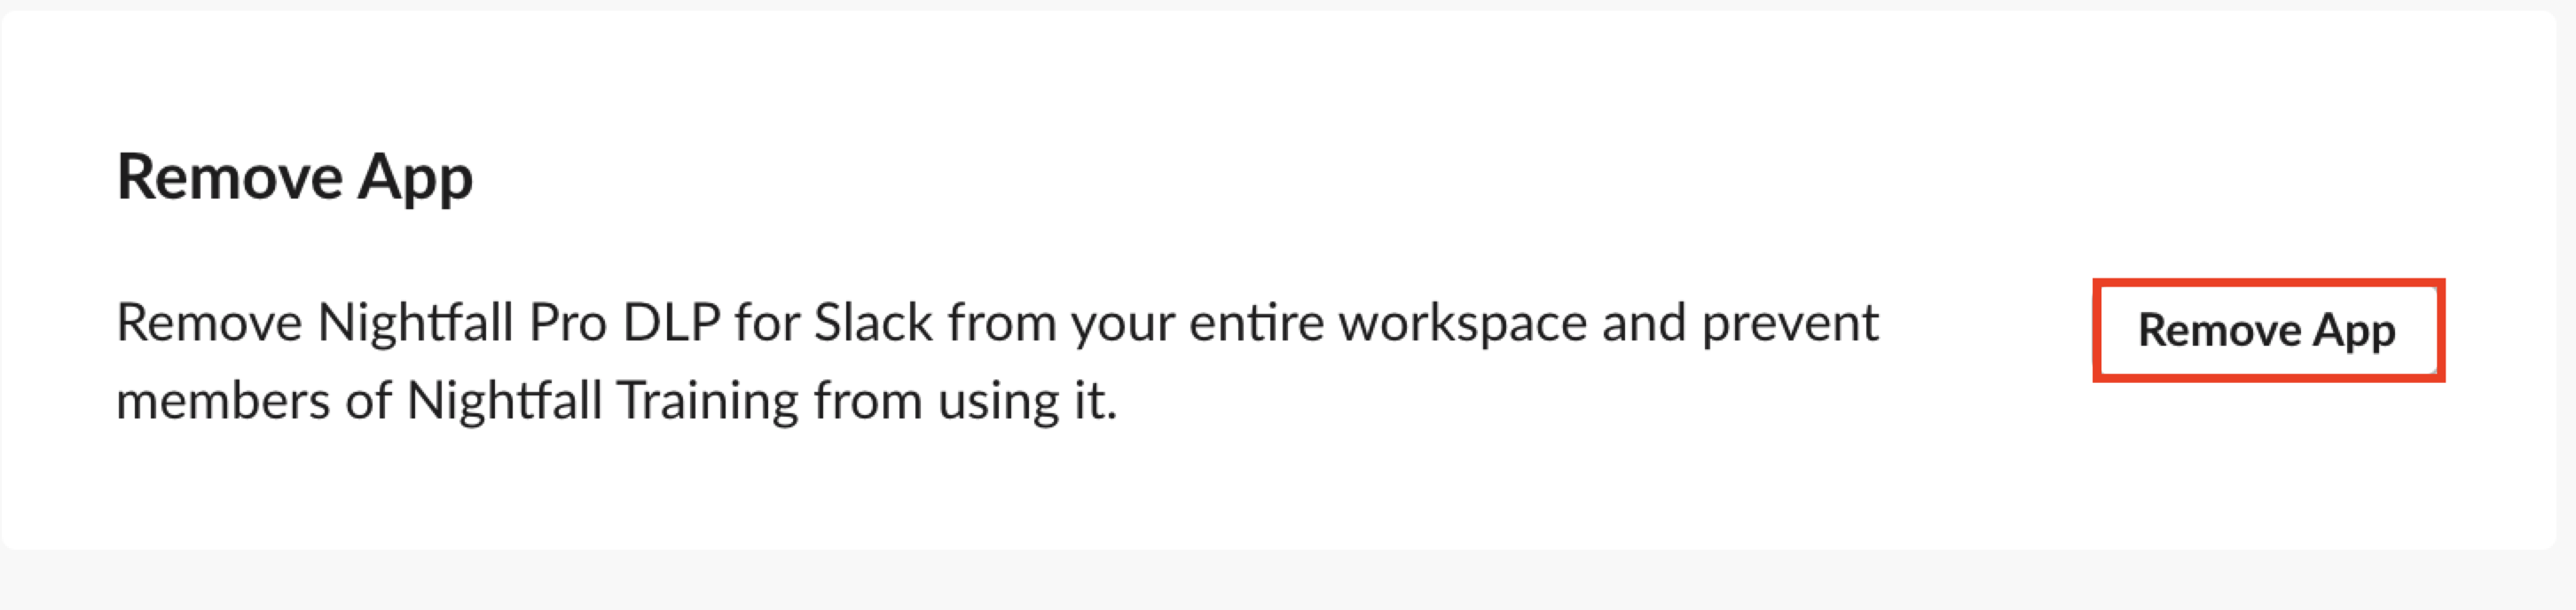 Remove App
Remove Nightfall Pro DLP for Slack from your entire workspace and prevent
members of Nightfall Training from using it.
Remove App